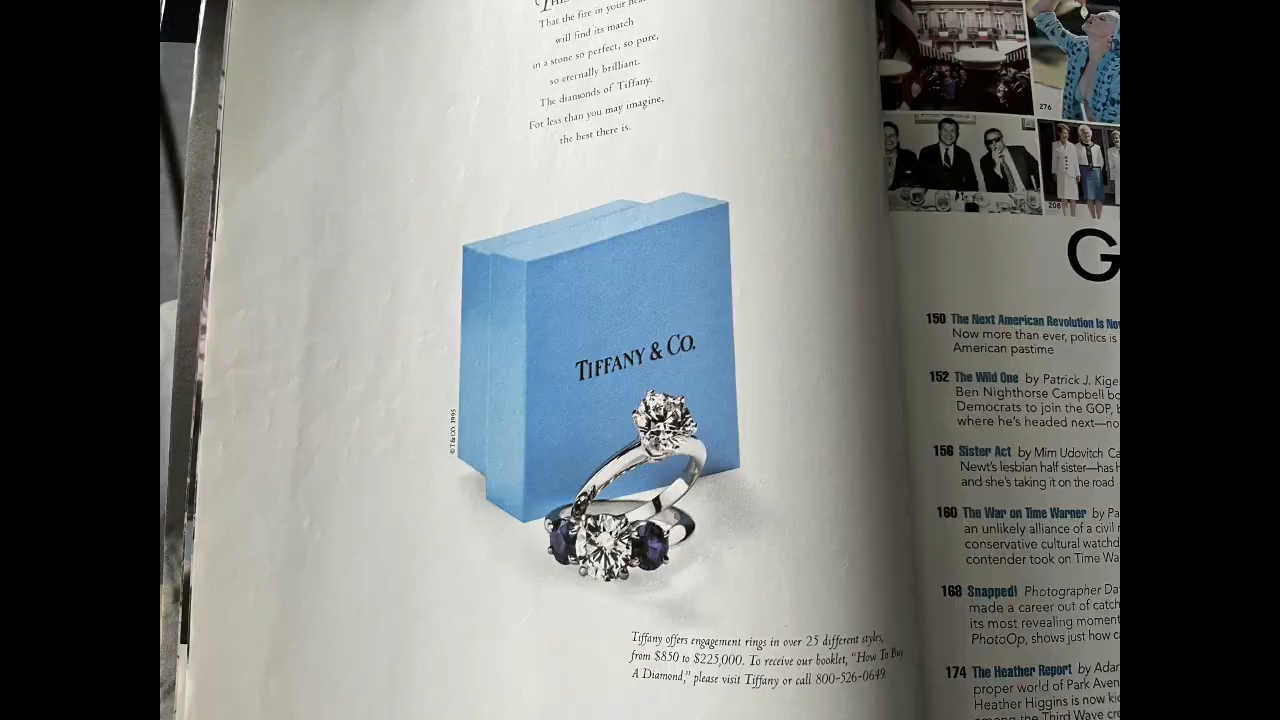 That the fire in your
will find its match
in a stone so perfect, so pure,
so eternally brilliant.
The diamonds of Tiffany.
For less than you may imagine,
the best there is.
TIFFANY & CO.
©T&CO. 1995
Tiffany offers engagement rings in over 25 different styles,
from $850 to $225,000. To receive our booklet, "How To Buy
A Diamond," please visit Tiffany or call 800-526-0649.
276
208
G
150 The Next American Revolution Is
Now more than ever, politics is
American pastime
152 The Wild One by Patrick J.
Ben Nighthorse Campbell
Democrats to join the GOP,
where he's headed next—
156 Sister Act by Mim Udovitch
Newt's lesbian half sister—has
and she's taking it on the road
160 The War on Time Warner by
an unlikely alliance of a civil
conservative cultural
contender took on Time
168 Snapped! Photographer
made a career out of
its most revealing
PhotoOp, shows just how
174 The Heather Report by
proper world of Park
Heather Higgins is now
among the Third Wave